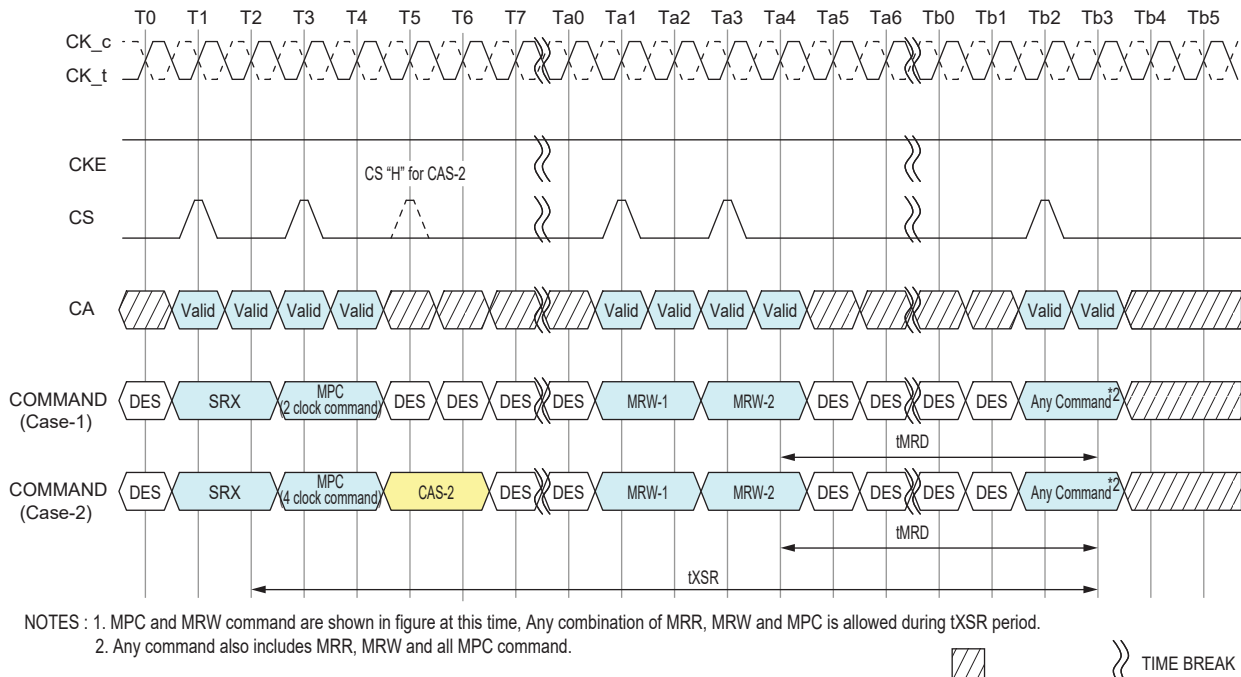 T0 T1 T2 T3 T4 T5 T6 T7 Ta0 Ta1 Ta2 Ta3 Ta4 Ta5 Ta6 Tb0 Tb1 Tb2 Tb3 Tb4 Tb5
CK_c
CK_t
CKE
CS “H” for CAS-2
CS
CA Valid Valid Valid Valid Valid Valid Valid Valid Valid Valid
COMMAND
(Case-1)
DES SRX MPC
(2 clock command)
DES DES DES DES MRW-1 MRW-2 DES DES DES DES Any Command*2
tMRD
COMMAND
(Case-2)
DES SRX MPC
(4 clock command)
CAS-2 DES DES MRW-1 MRW-2 DES DES DES DES Any Command*2
tMRD
tXSR
NOTES : 1. MPC and MRW command are shown in figure at this time, Any combination of MRR, MRW and MPC is allowed during tXSR period.
2. Any command also includes MRR, MRW and all MPC command.
TIME BREAK